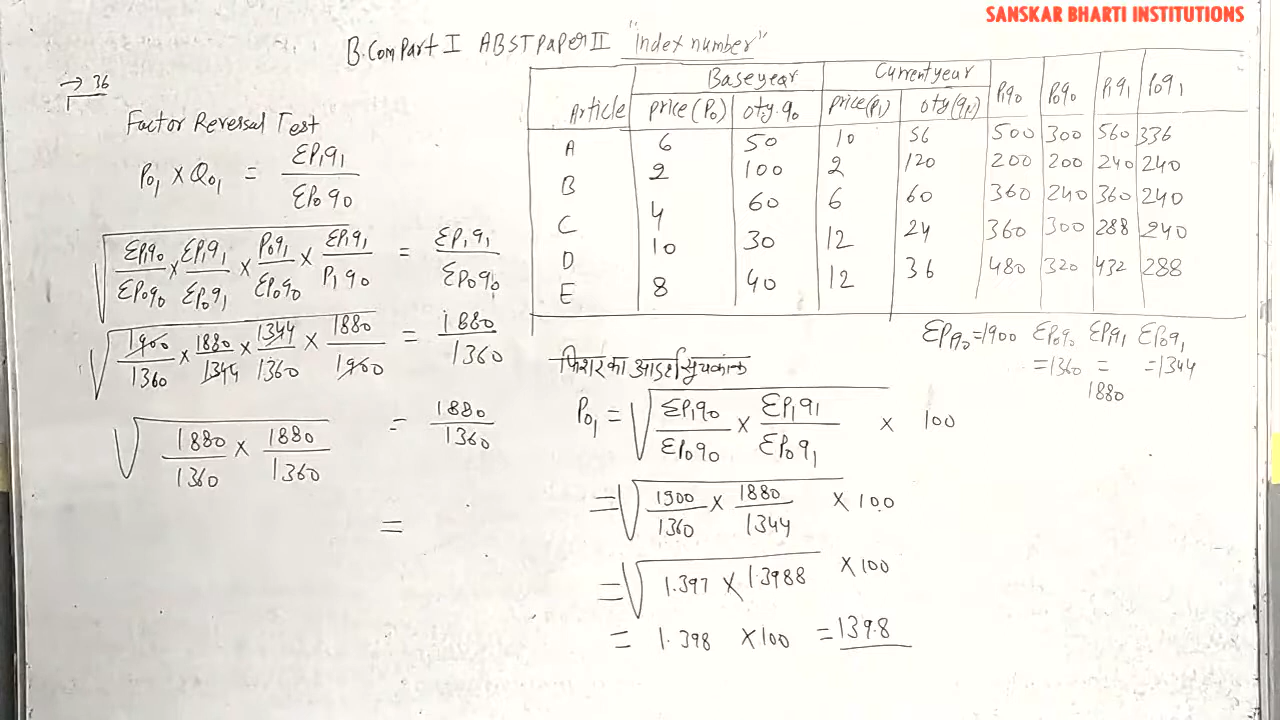 SANSKAR BHARTI INSTITUTIONS
B.Com Part I ABST Paper II "Index number"
→ 36
Factor Reversal Test
P01 × Q01 = ΣP1q1 / ΣP0q0
√(ΣP1q0/ΣP0q0 × ΣP1q1/ΣP0q1 × P0q1/ΣP0q0 × ΣP1q1/P1q0) = ΣP1q1/ΣP0q0
√(1900/1360 × 1880/1344 × 1344/1360 × 1880/1900) = 1880/1360
√(1880/1360 × 1880/1360) = 1880/1360
=
Base year Current year P1q0 P0q0 P1q1 P0q1
Article price (P0) qty. q0 price (P1) qty (q1)
A 6 50 10 56 500 300 560 336
B 2 100 2 120 200 200 240 240
C 4 60 6 60 360 240 360 240
D 10 30 12 24 360 300 288 240
E 8 40 12 36 480 320 432 288
ΣP1q0 =1900 ΣP0q0 =1360 ΣP1q1 = 1880 ΣP0q1 =1344
फिशर का आदर्श सूचकांक
P01 = √(ΣP1q0/ΣP0q0 × ΣP1q1/ΣP0q1) × 100
= √(1900/1360 × 1880/1344) × 100
= √(1.397 × 1.3988) × 100
= 1.398 × 100 = 139.8